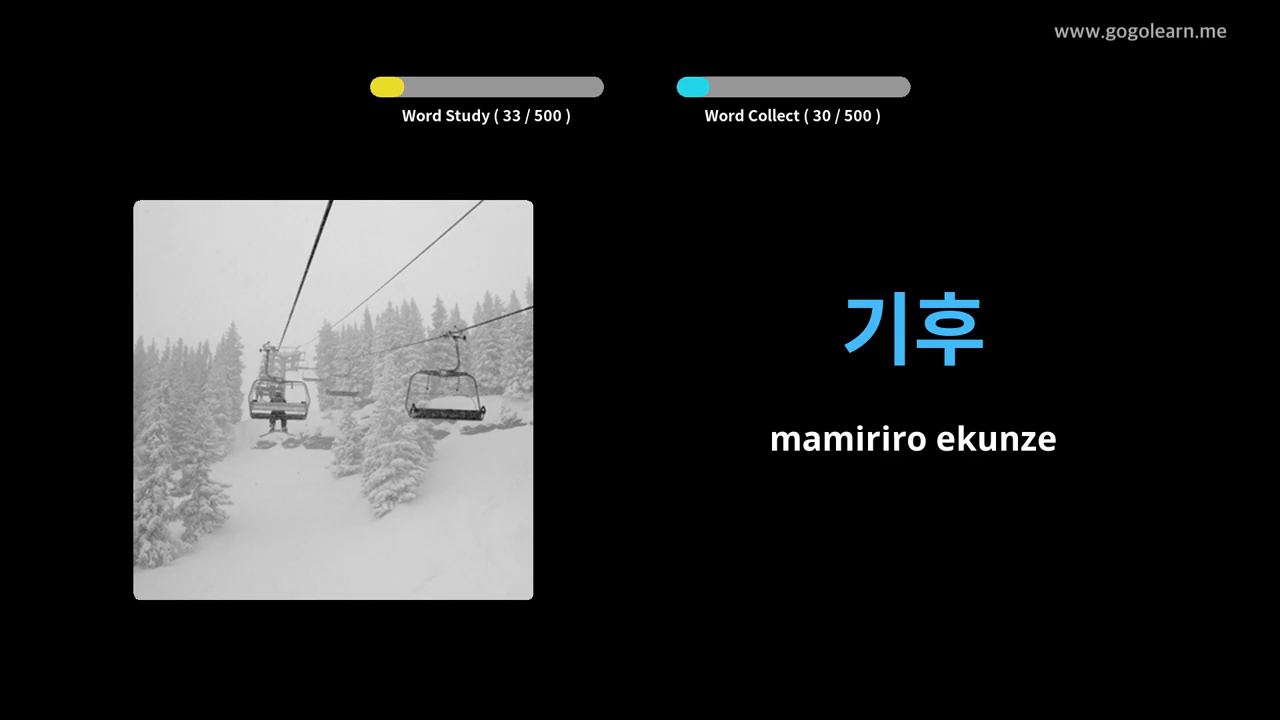 www.gogolearn.me
Word Study ( 33 / 500 )
Word Collect ( 30 / 500 )
기후
mamiriro ekunze